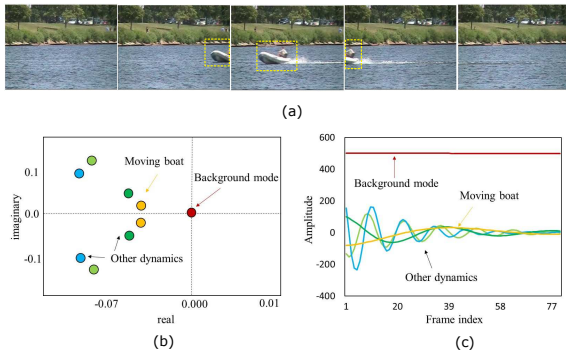 (a)
0.1
0.0
-0.1
imaginary
Moving boat
Background mode
Other dynamics
-0.07
0.000
0.01
real
(b)
600
400
200
0
-200
-400
Amplitude
Background mode
Moving boat
Other dynamics
1
20
39
58
77
Frame index
(c)